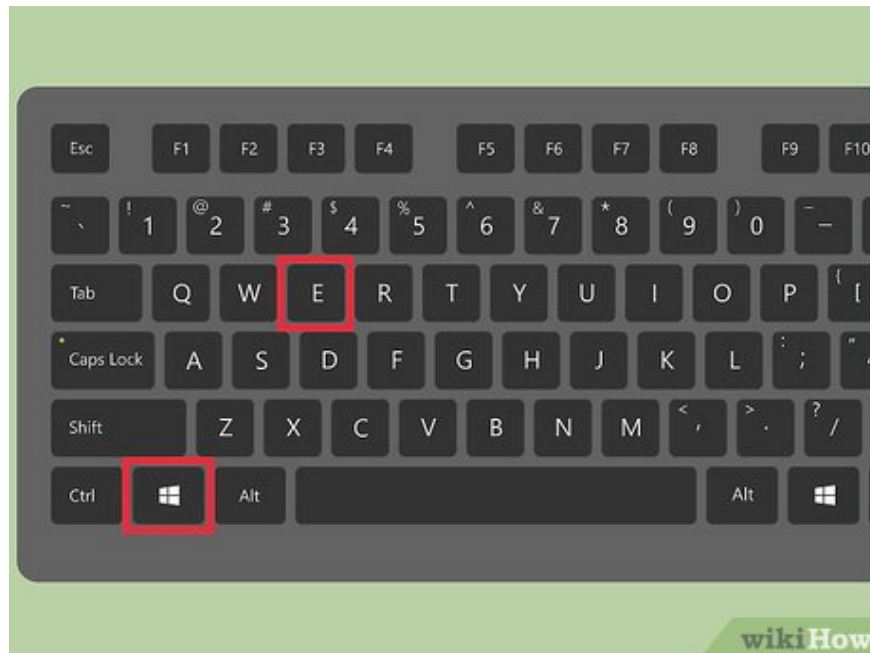 Esc F1 F2 F3 F4 F5 F6 F7 F8 F9 F10
~ ` ! 1 @ 2 # 3 $ 4 % 5 ^ 6 & 7 * 8 ( 9 ) 0 – –
Tab Q W E R T Y U I O P { [
Caps Lock A S D F G H J K L : ; "
Shift Z X C V B N M < , > . ? /
Ctrl Alt Alt
wikiHow